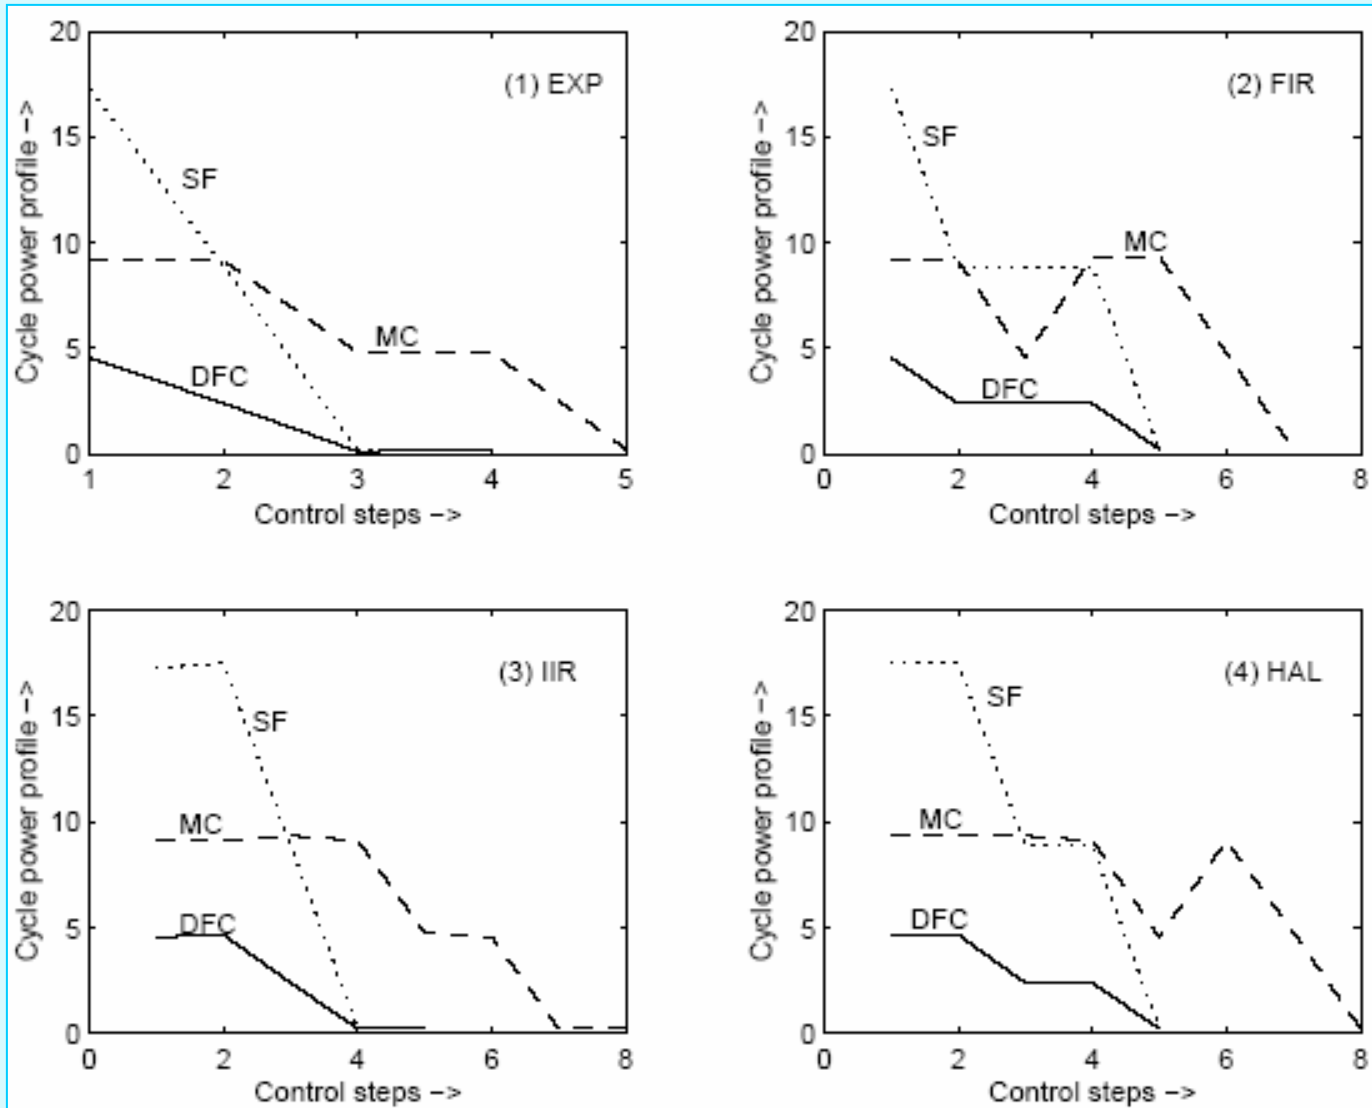 20
15
10
5
0
Cycle power profile –>
(1) EXP
SF
MC
DFC
1
2
3
4
5
Control steps –>
20
15
10
5
0
Cycle power profile –>
(2) FIR
SF
MC
DFC
0
2
4
6
8
Control steps –>
20
15
10
5
0
Cycle power profile –>
(3) IIR
SF
MC
DFC
0
2
4
6
8
Control steps –>
20
15
10
5
0
Cycle power profile –>
(4) HAL
SF
MC
DFC
0
2
4
6
8
Control steps –>